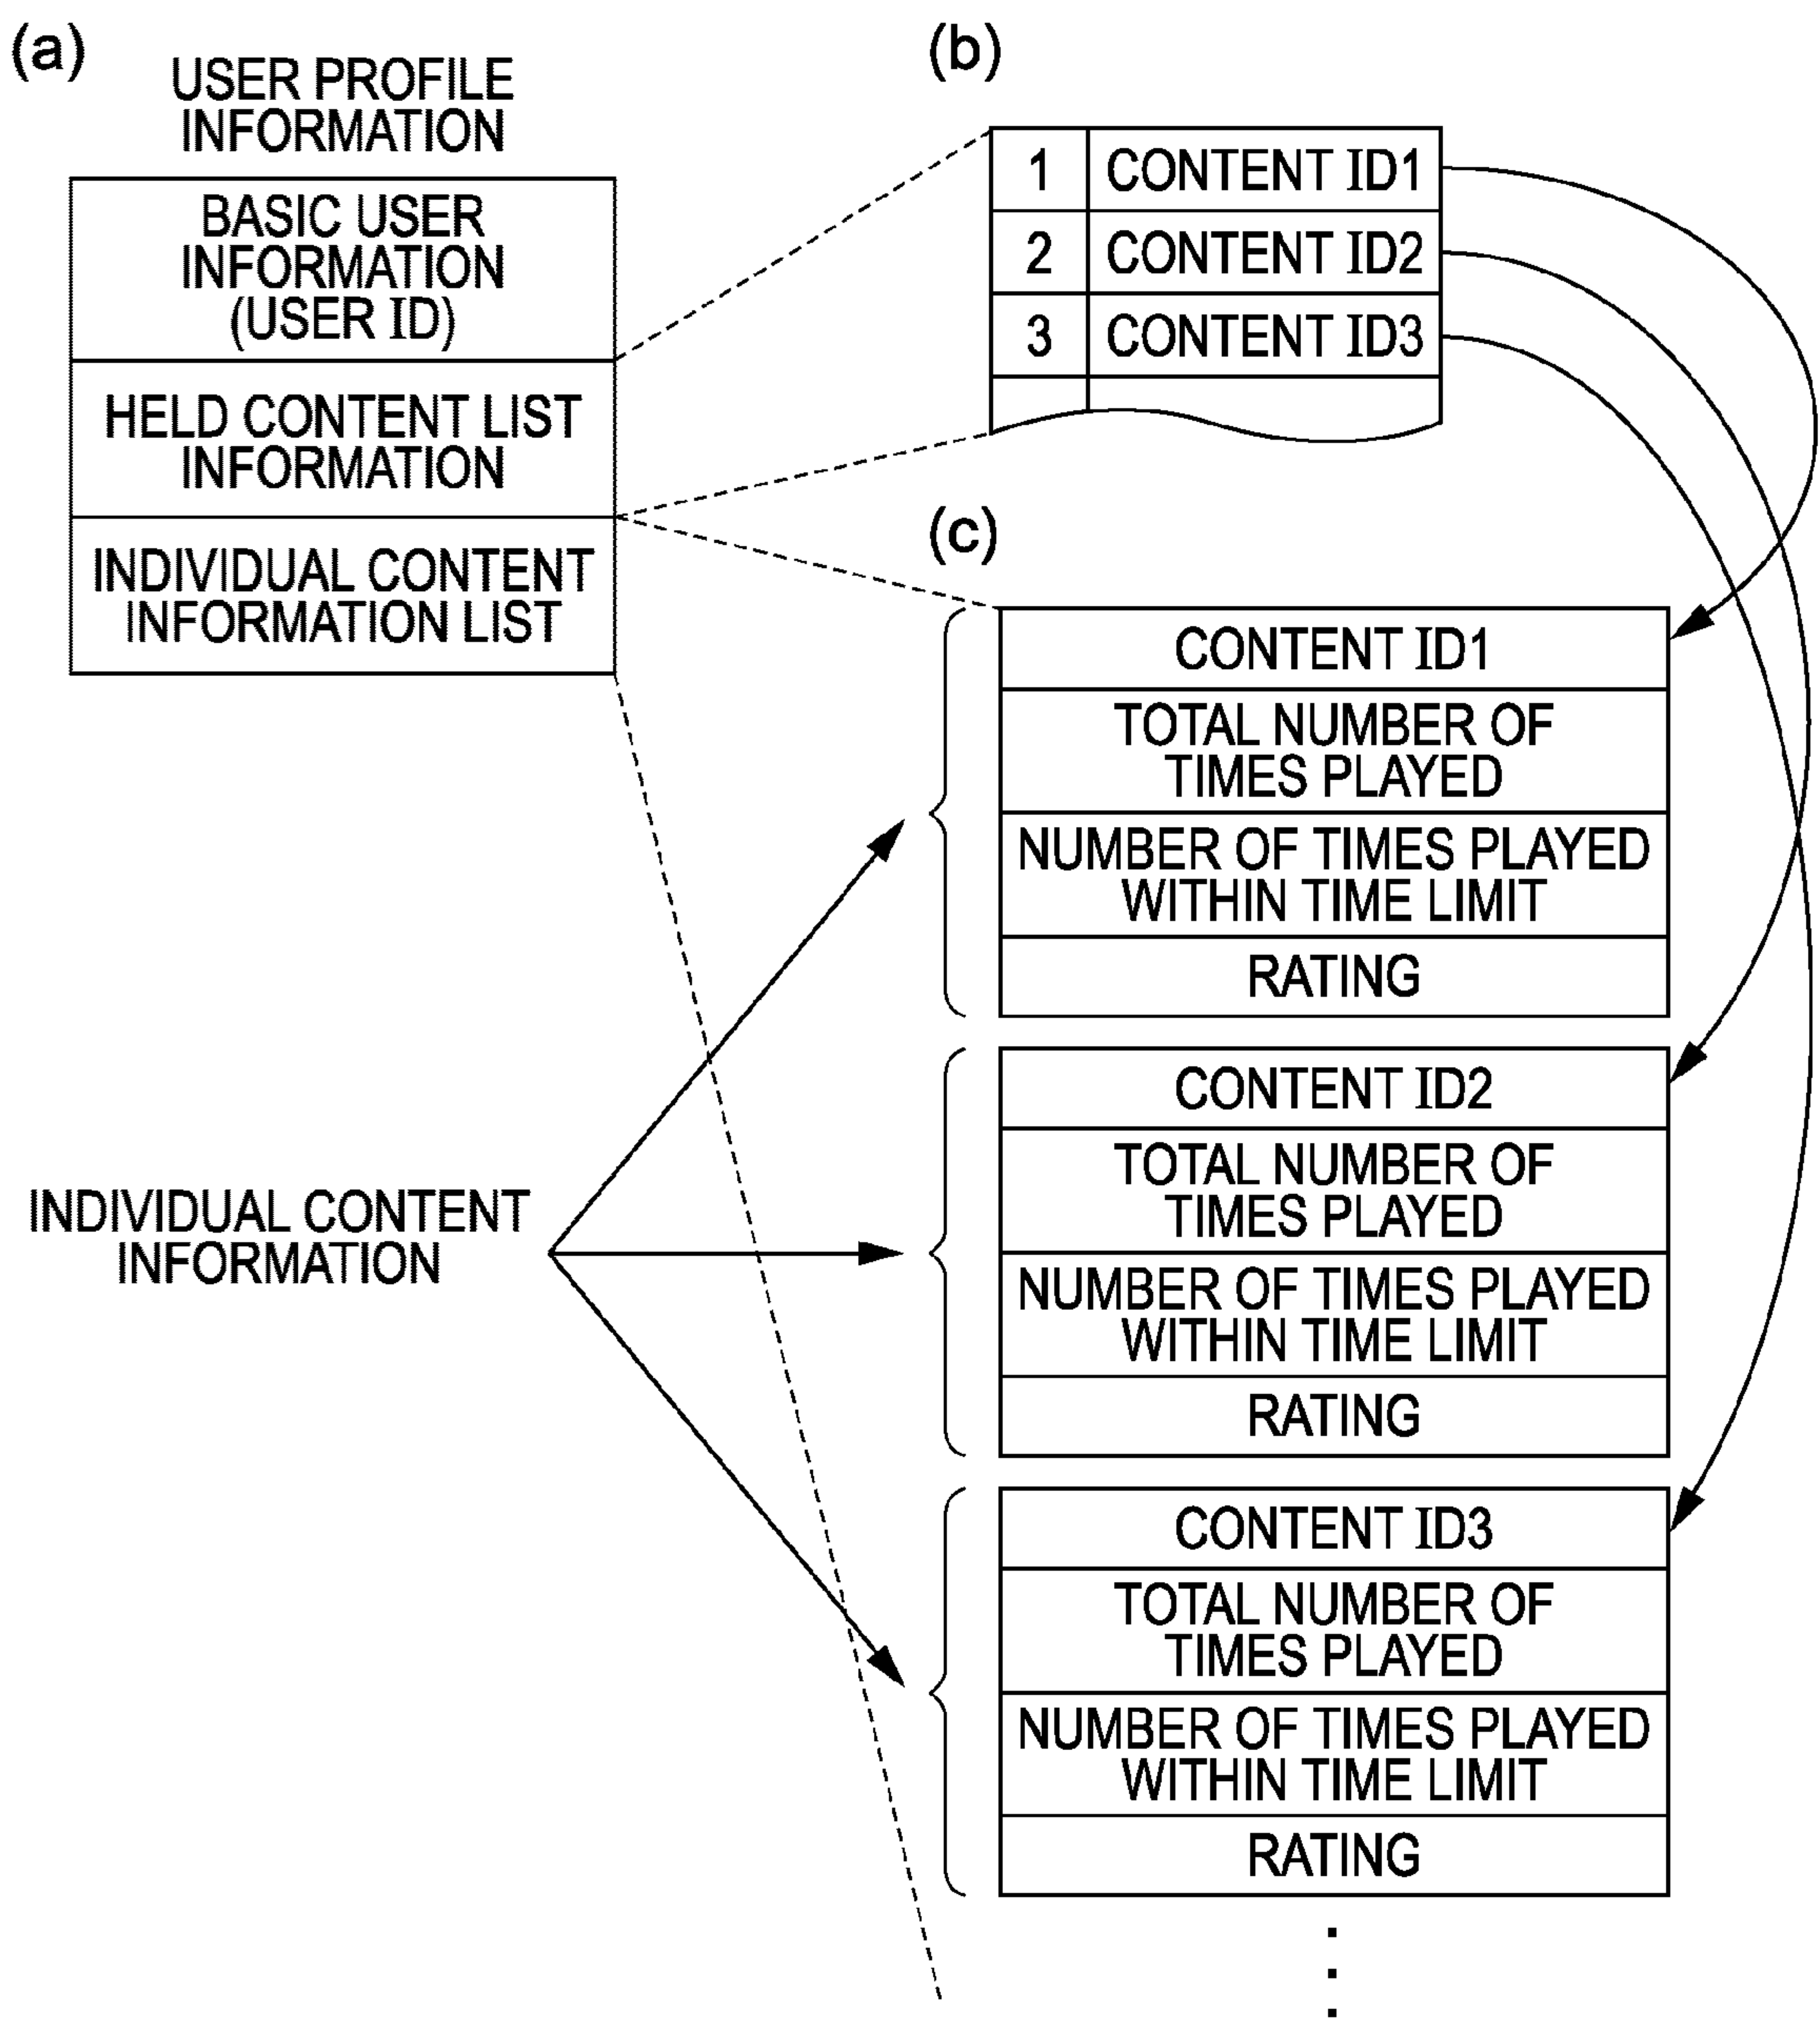 (a)
USER PROFILE
INFORMATION
BASIC USER
INFORMATION
(USER ID)
HELD CONTENT LIST
INFORMATION
INDIVIDUAL CONTENT
INFORMATION LIST
(b)
1 CONTENT ID1
2 CONTENT ID2
3 CONTENT ID3
(c)
CONTENT ID1
TOTAL NUMBER OF
TIMES PLAYED
NUMBER OF TIMES PLAYED
WITHIN TIME LIMIT
RATING
INDIVIDUAL CONTENT
INFORMATION
CONTENT ID2
TOTAL NUMBER OF
TIMES PLAYED
NUMBER OF TIMES PLAYED
WITHIN TIME LIMIT
RATING
CONTENT ID3
TOTAL NUMBER OF
TIMES PLAYED
NUMBER OF TIMES PLAYED
WITHIN TIME LIMIT
RATING